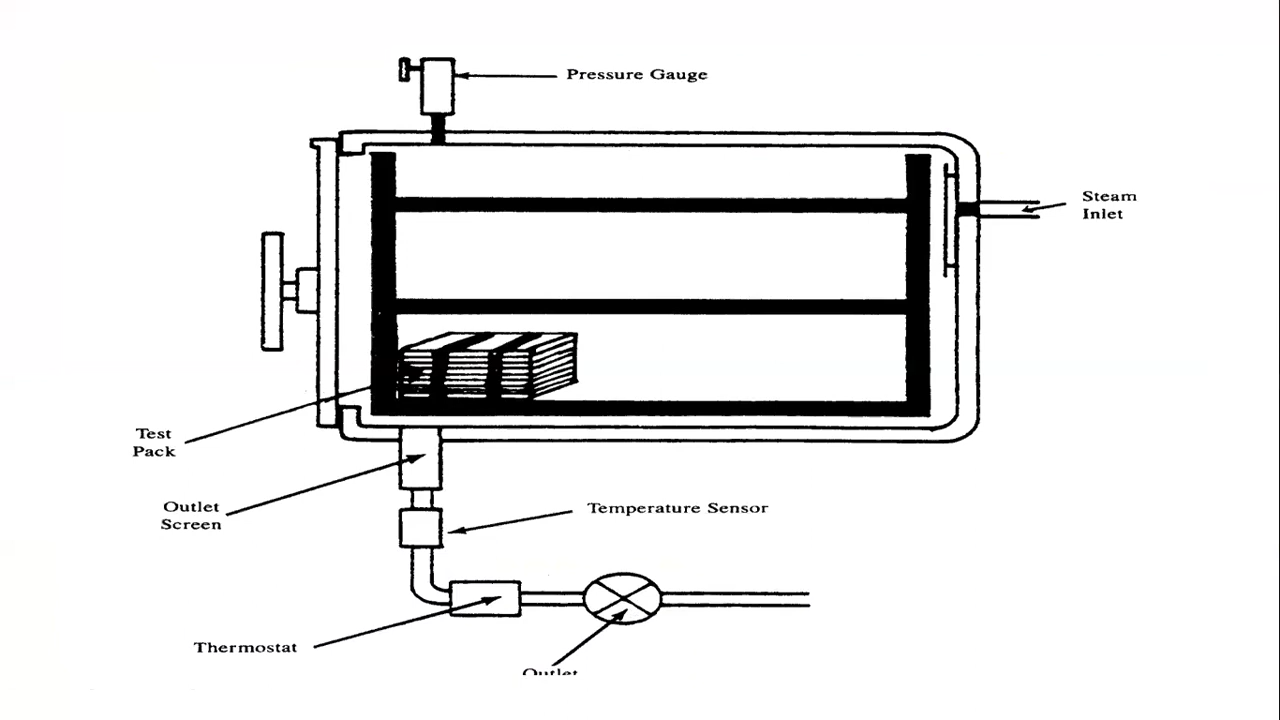 Pressure Gauge
Steam
Inlet
Test
Pack
Outlet
Screen
Temperature Sensor
Thermostat
Outlet